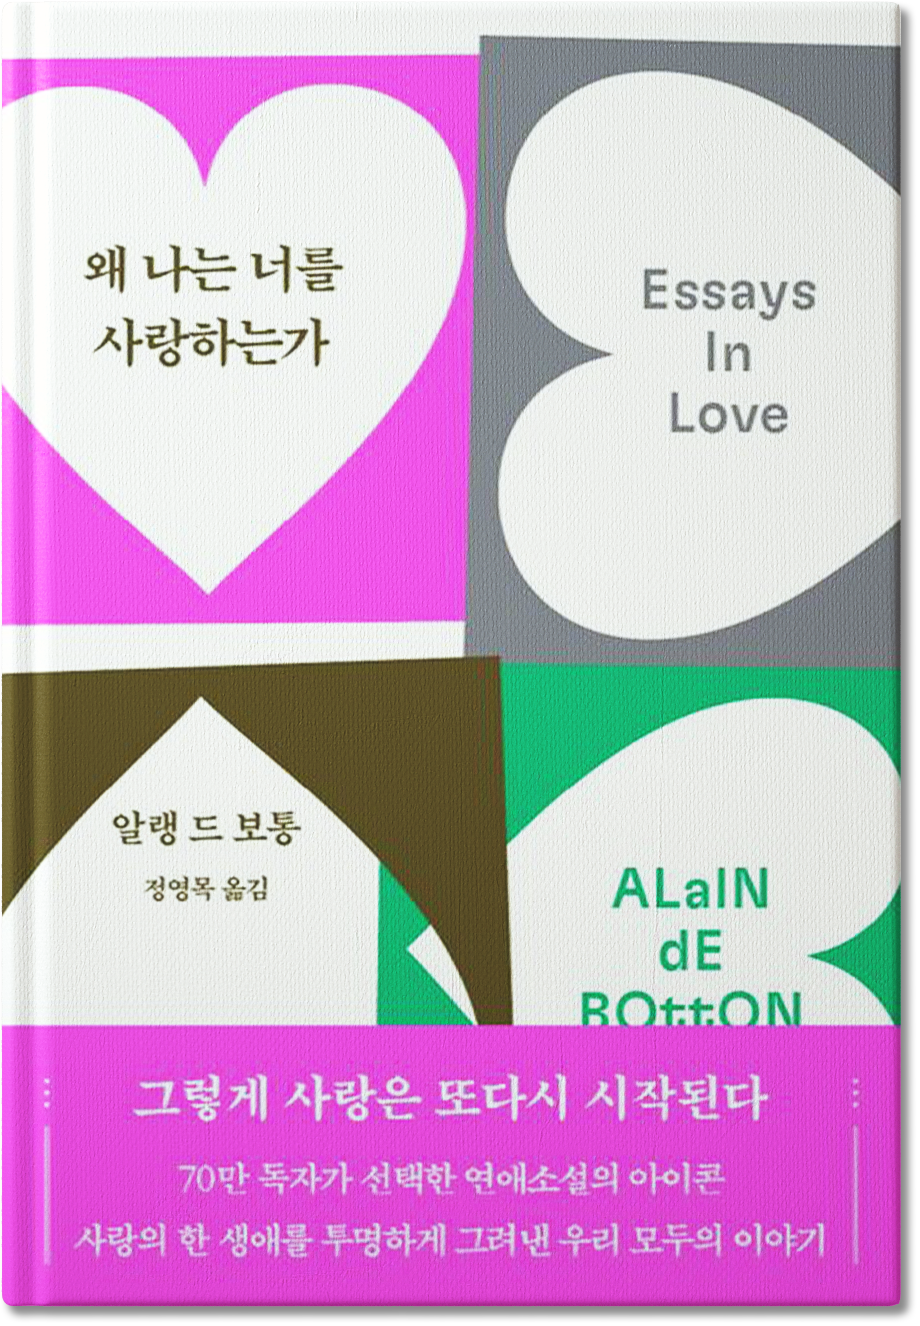 왜 나는 너를
사랑하는가
Essays
In
Love
알랭 드 보통
정영목 옮김
ALaIN
dE
BOttON
그렇게 사랑은 또다시 시작된다
70만 독자가 선택한 연애소설의 아이콘
사랑의 한 생애를 투명하게 그려낸 우리 모두의 이야기